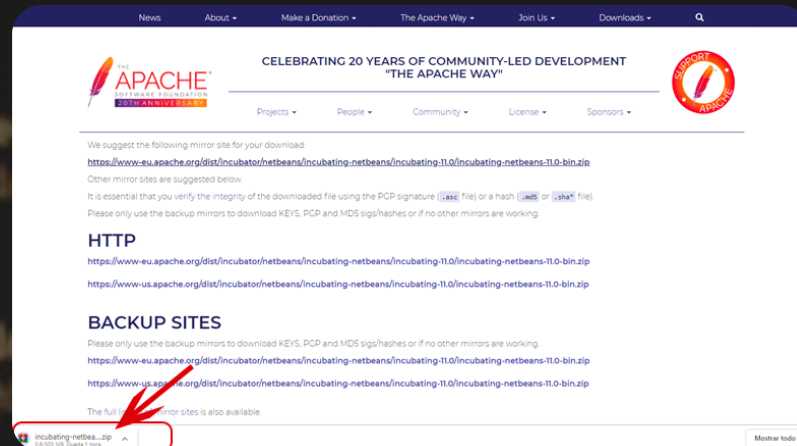 News About Make a Donation The Apache Way Join Us Downloads
THE
APACHE
SOFTWARE FOUNDATION
20TH ANNIVERSARY
CELEBRATING 20 YEARS OF COMMUNITY-LED DEVELOPMENT
"THE APACHE WAY"
SUPPORT
APACHE
Projects People Community License Sponsors
We suggest the following mirror site for your download:
https://www-eu.apache.org/dist/incubator/netbeans/incubating-netbeans/incubating-11.0/incubating-netbeans-11.0-bin.zip
Other mirror sites are suggested below.
It is essential that you verify the integrity of the downloaded file using the PGP signature (.asc file) or a hash (.md5 or .sha* file).
Please only use the backup mirrors to download KEYS, PGP and MD5 sigs/hashes or if no other mirrors are working.
HTTP
https://www-eu.apache.org/dist/incubator/netbeans/incubating-netbeans/incubating-11.0/incubating-netbeans-11.0-bin.zip
https://www-us.apache.org/dist/incubator/netbeans/incubating-netbeans/incubating-11.0/incubating-netbeans-11.0-bin.zip
BACKUP SITES
Please only use the backup mirrors to download KEYS, PGP and MD5 sigs/hashes or if no other mirrors are working.
https://www-eu.apache.org/dist/incubator/netbeans/incubating-netbeans/incubating-11.0/incubating-netbeans-11.0-bin.zip
https://www-us.apache.org/dist/incubator/netbeans/incubating-netbeans/incubating-11.0/incubating-netbeans-11.0-bin.zip
The full of mirror sites is also available.
incubating-netbea....zip
MB, Queda 1 hora
Mostrar todo